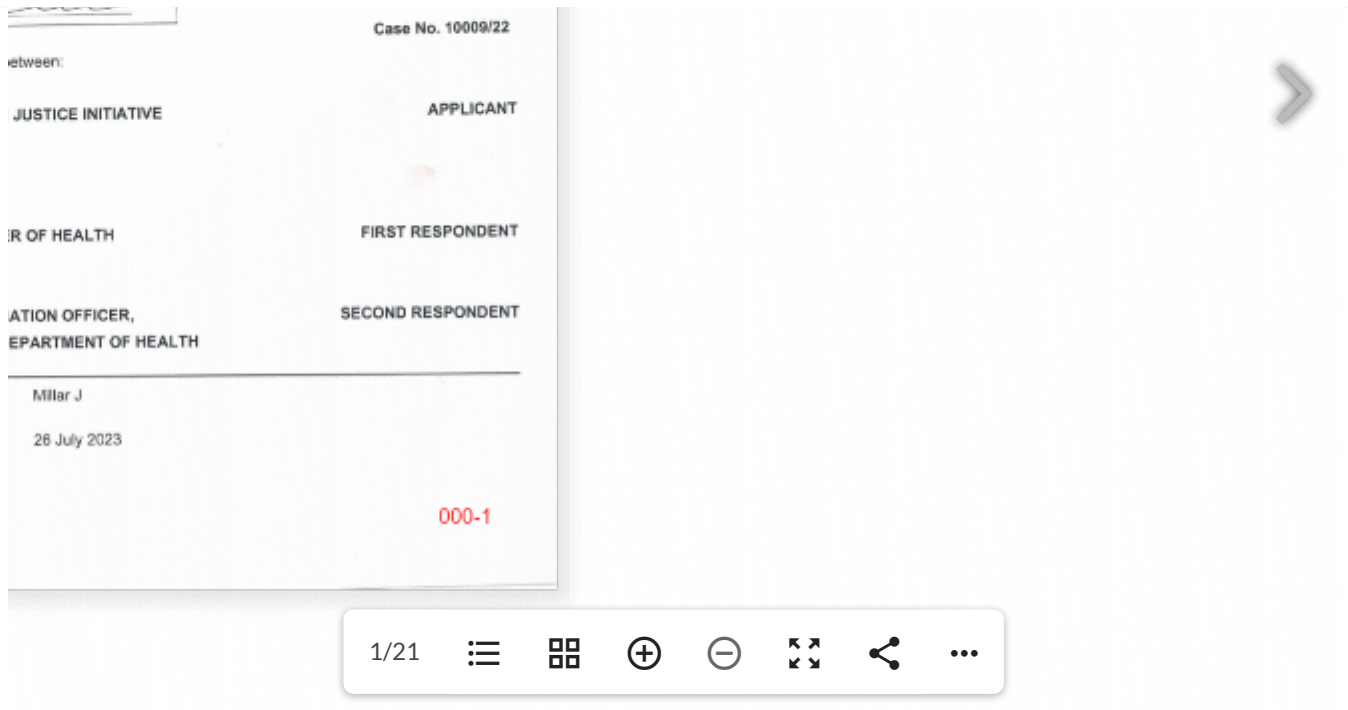 Case No. 10009/22
etween:
JUSTICE INITIATIVE APPLICANT
R OF HEALTH FIRST RESPONDENT
ATION OFFICER, SECOND RESPONDENT
EPARTMENT OF HEALTH
Millar J
26 July 2023
000-1
1/21